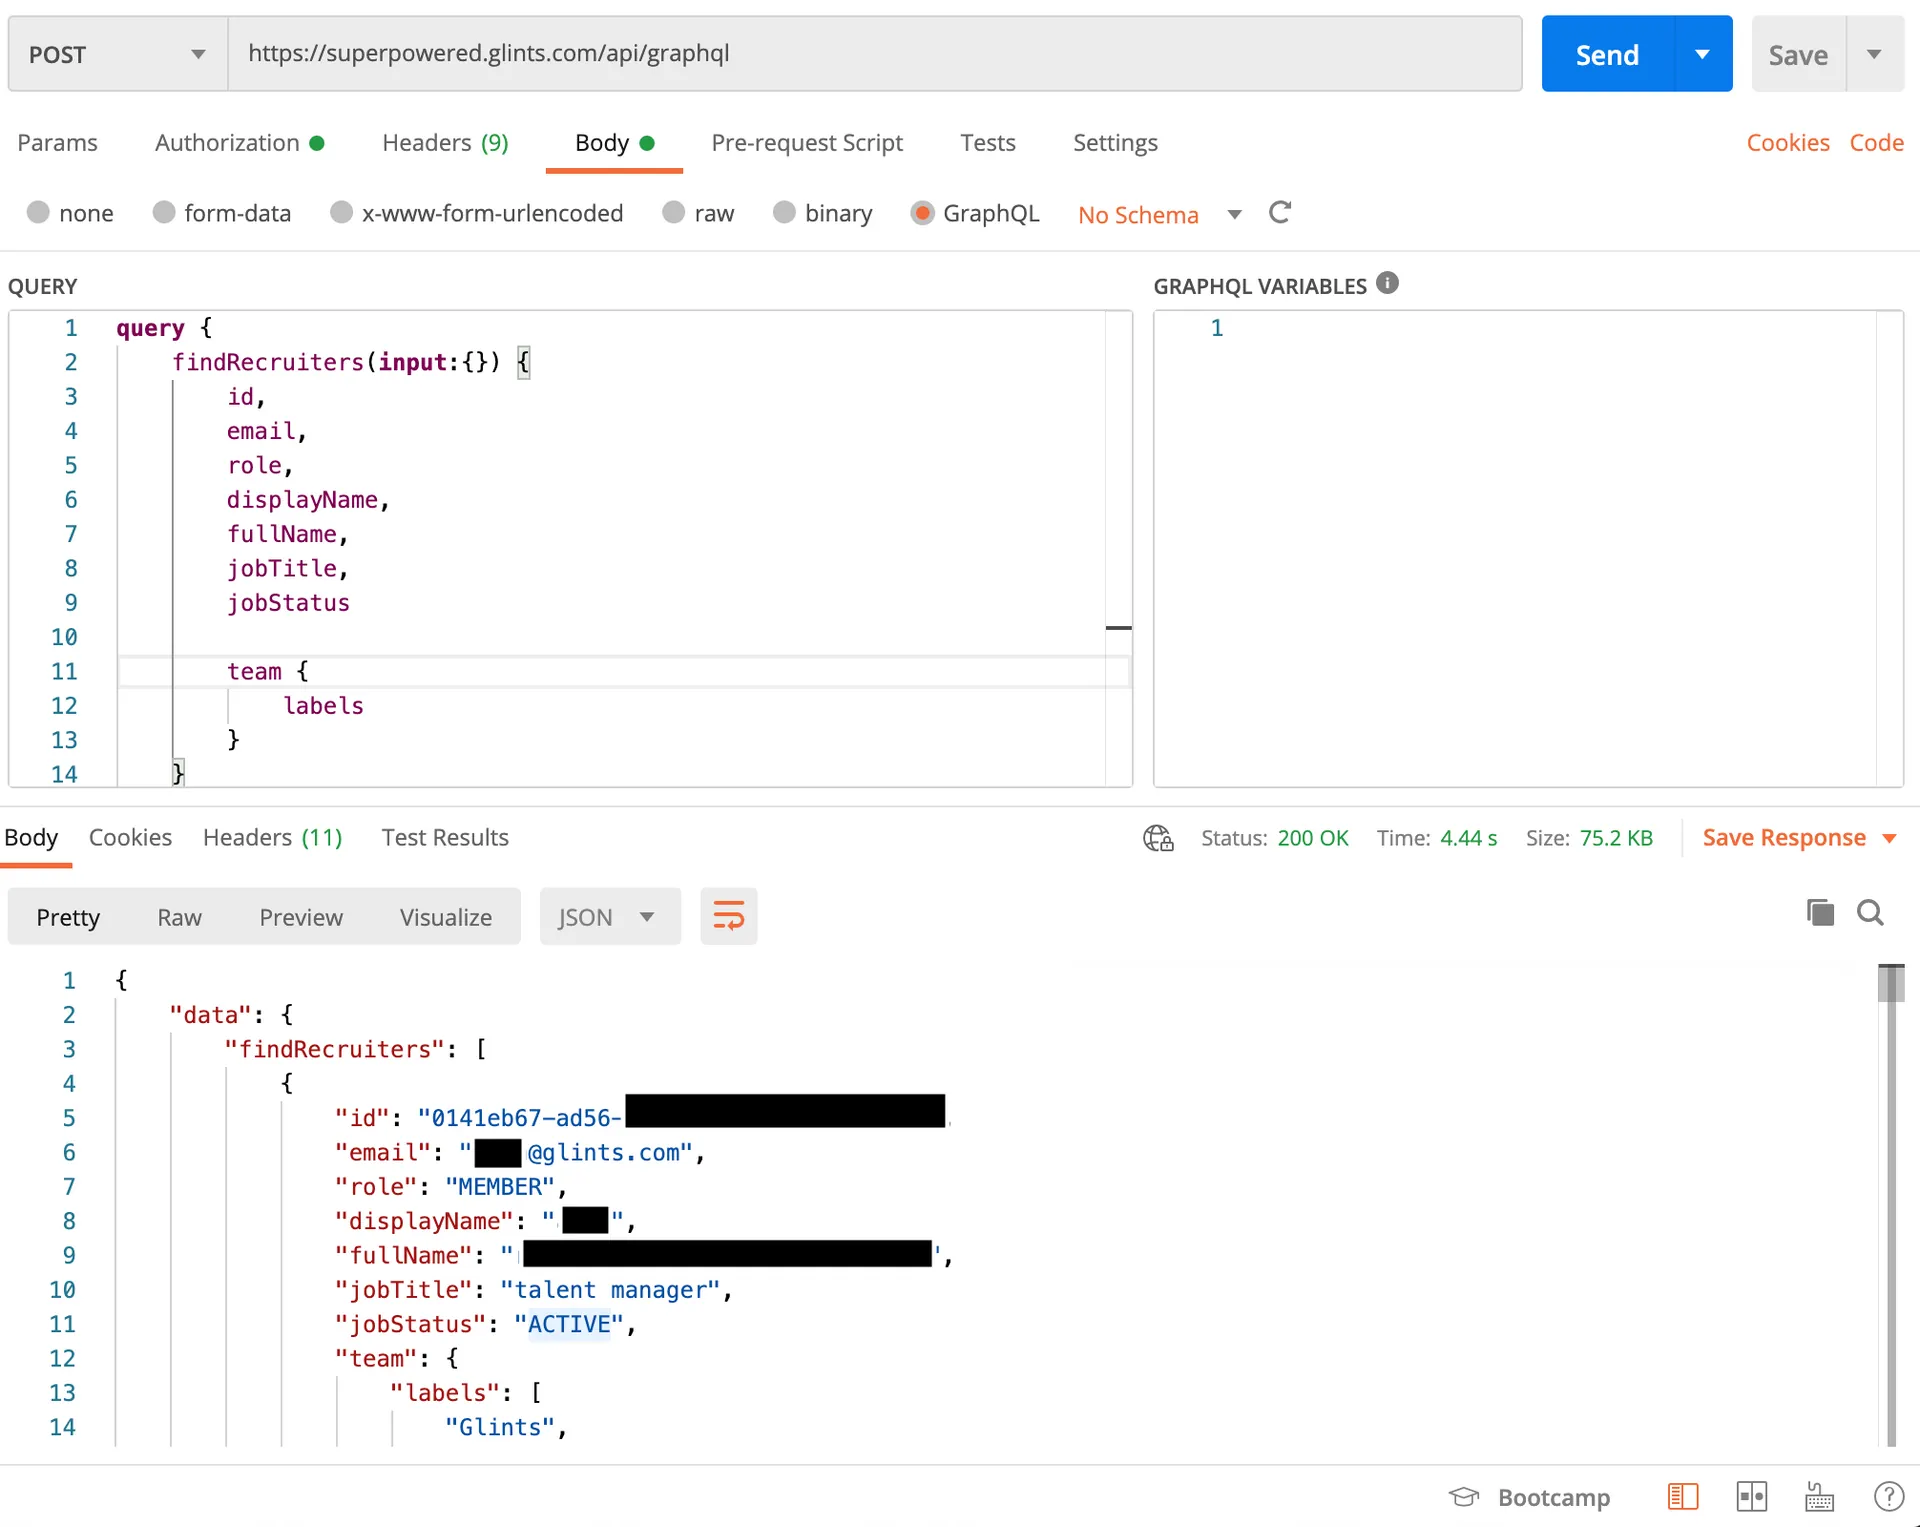 POST https://superpowered.glints.com/api/graphql Send Save
Params Authorization Headers (9) Body Pre-request Script Tests Settings Cookies Code
none form-data x-www-form-urlencoded raw binary GraphQL No Schema
QUERY
1 query {
2 findRecruiters(input:{}) {
3 id,
4 email,
5 role,
6 displayName,
7 fullName,
8 jobTitle,
9 jobStatus
10
11 team {
12 labels
13 }
14 }
GRAPHQL VARIABLES
1
Body Cookies Headers (11) Test Results Status: 200 OK Time: 4.44 s Size: 75.2 KB Save Response
Pretty Raw Preview Visualize JSON
1 {
2 "data": {
3 "findRecruiters": [
4 {
5 "id": "0141eb67-ad56-
6 "email": " @glints.com",
7 "role": "MEMBER",
8 "displayName": " ",
9 "fullName": " ",
10 "jobTitle": "talent manager",
11 "jobStatus": "ACTIVE",
12 "team": {
13 "labels": [
14 "Glints",
Bootcamp